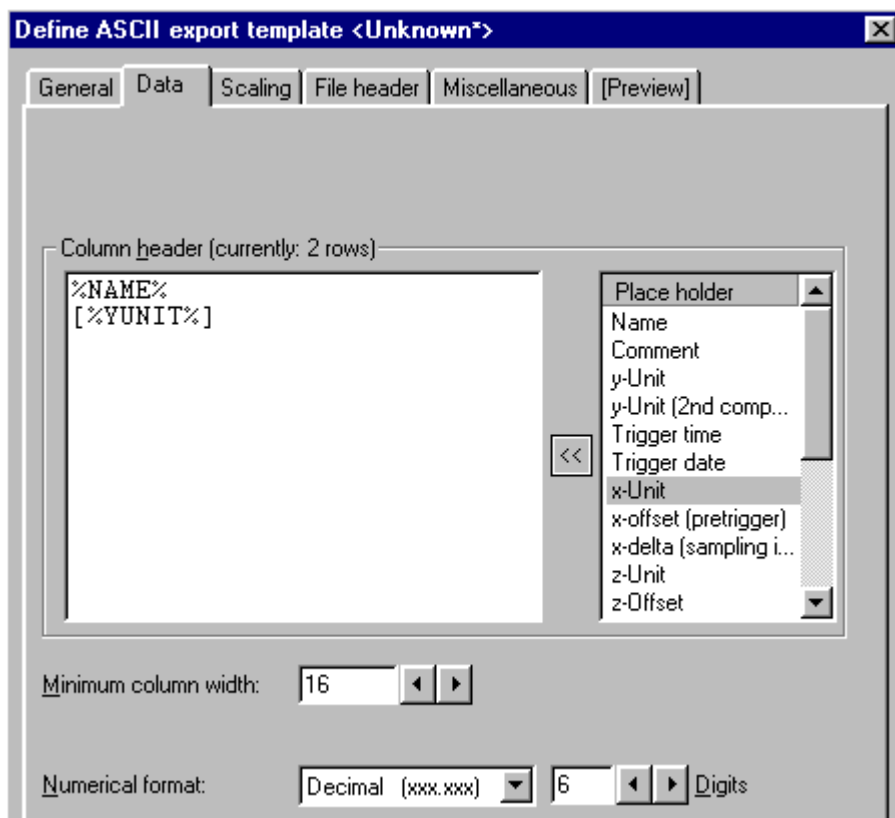 Define ASCII export template <Unknown*>
General Data Scaling File header Miscellaneous [Preview]
Column header (currently: 2 rows)
%NAME%
[%YUNIT%]
<<
Place holder
Name
Comment
y-Unit
y-Unit (2nd comp...
Trigger time
Trigger date
x-Unit
x-offset (pretrigger)
x-delta (sampling i...
z-Unit
z-Offset
Minimum column width: 16
Numerical format: Decimal (xxx.xxx) 6 Digits